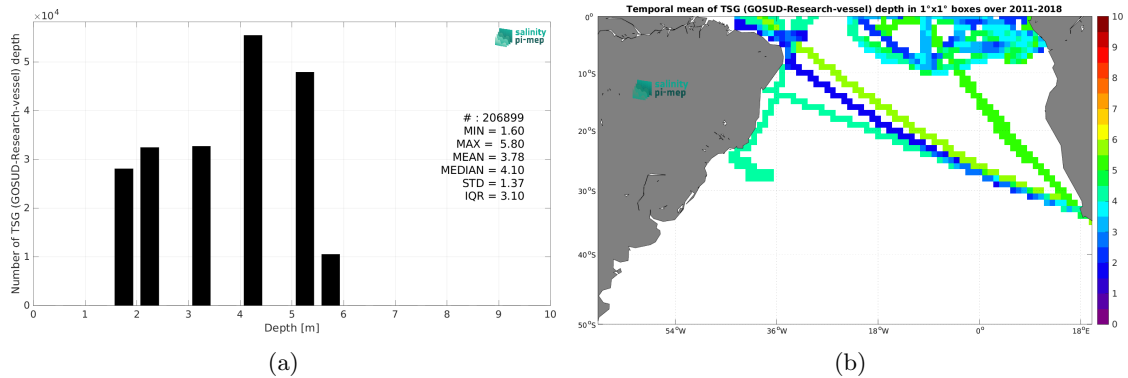 ×10⁴
5
4
3
2
1
0
Number of TSG (GOSUD-Research-vessel) depth
salinity
pi-mep
# : 206899
MIN = 1.60
MAX = 5.80
MEAN = 3.78
MEDIAN = 4.10
STD = 1.37
IQR = 3.10
0 1 2 3 4 5 6 7 8 9 10
Depth [m]
(a)
Temporal mean of TSG (GOSUD-Research-vessel) depth in 1°x1° boxes over 2011-2018
0°
10°S
20°S
30°S
40°S
50°S
salinity
pi-mep
54°W 36°W 18°W 0° 18°E
10
9
8
7
6
5
4
3
2
1
0
(b)